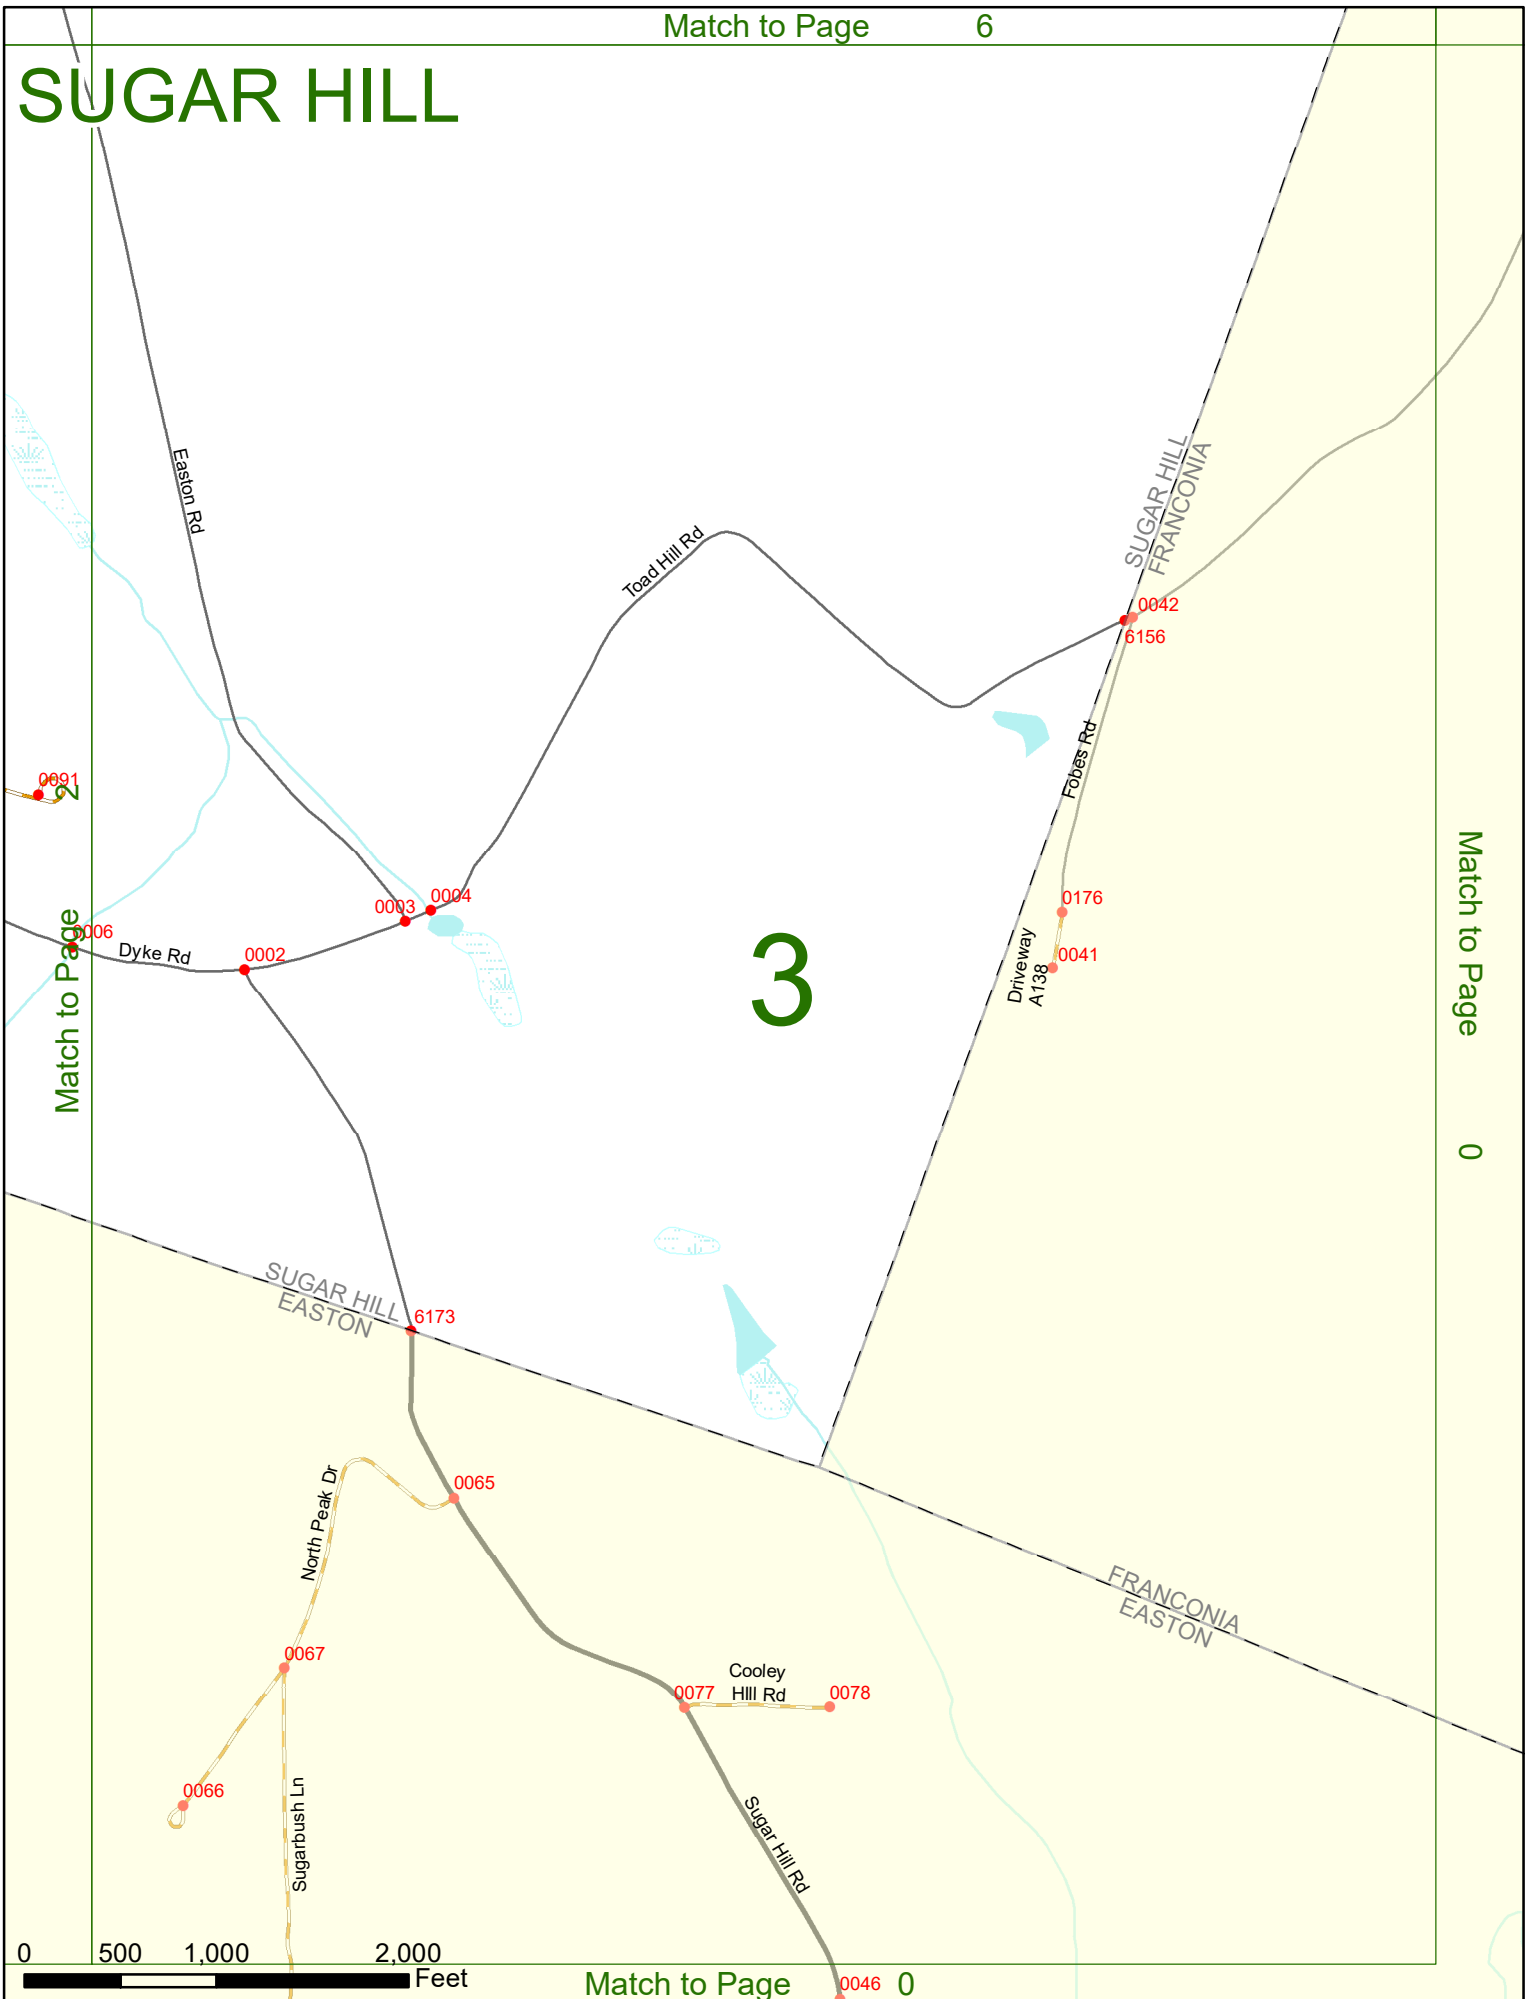 Match to Page 6
SUGAR HILL
Easton Rd
SUGAR HILL
FRANCONIA
Toad Hill Rd
0042
6156
Fobes Rd
0091
2
Match to Page
0004
0003
0006
Dyke Rd
0002
3
0176
0041
Driveway
A138
Match to Page 0
SUGAR HILL
EASTON
6173
North Peak Dr
0065
FRANCONIA
EASTON
0067
Cooley
HIll Rd
0077
0078
0066
Sugarbush Ln
Sugar Hill Rd
0 500 1,000 2,000
Feet
Match to Page 0
0046